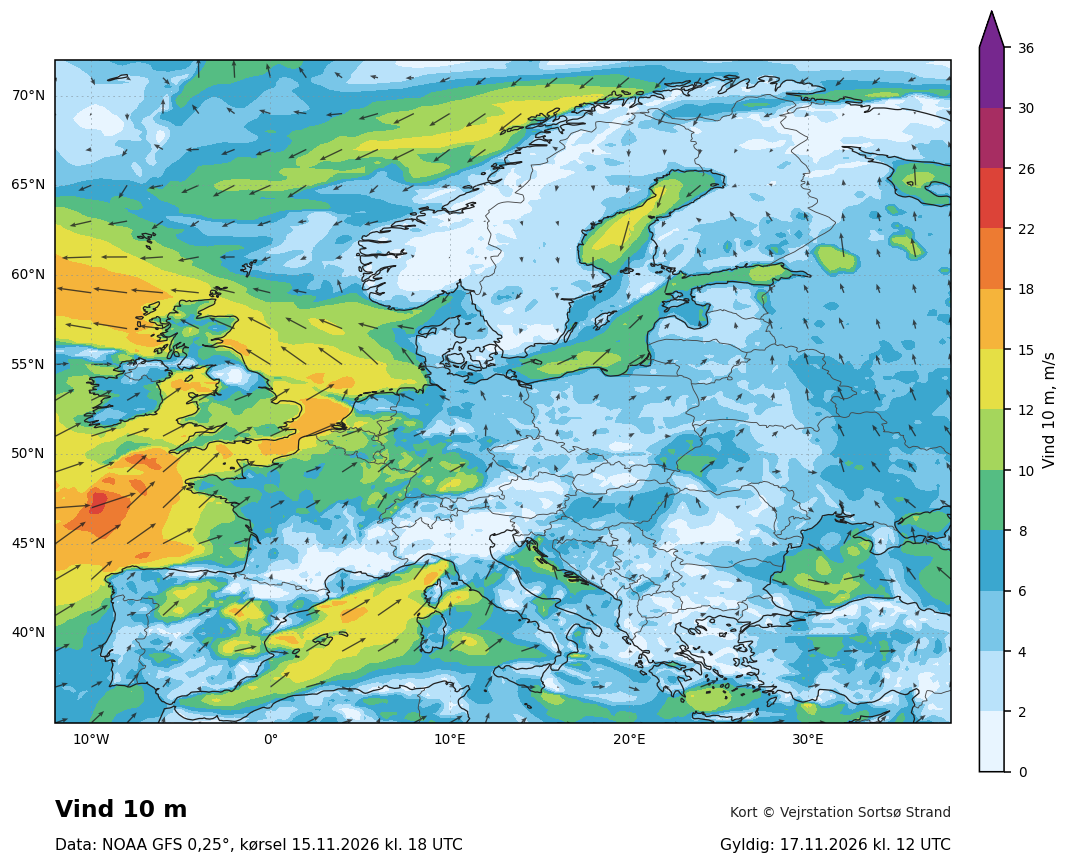 36
30
26
22
18
15
12
10
8
6
4
2
0
Vind 10 m, m/s
70°N
65°N
60°N
55°N
50°N
45°N
40°N
10°W
0°
10°E
20°E
30°E
Vind 10 m
Kort © Vejrstation Sortsø Strand
Data: NOAA GFS 0,25°, kørsel 15.11.2026 kl. 18 UTC
Gyldig: 17.11.2026 kl. 12 UTC